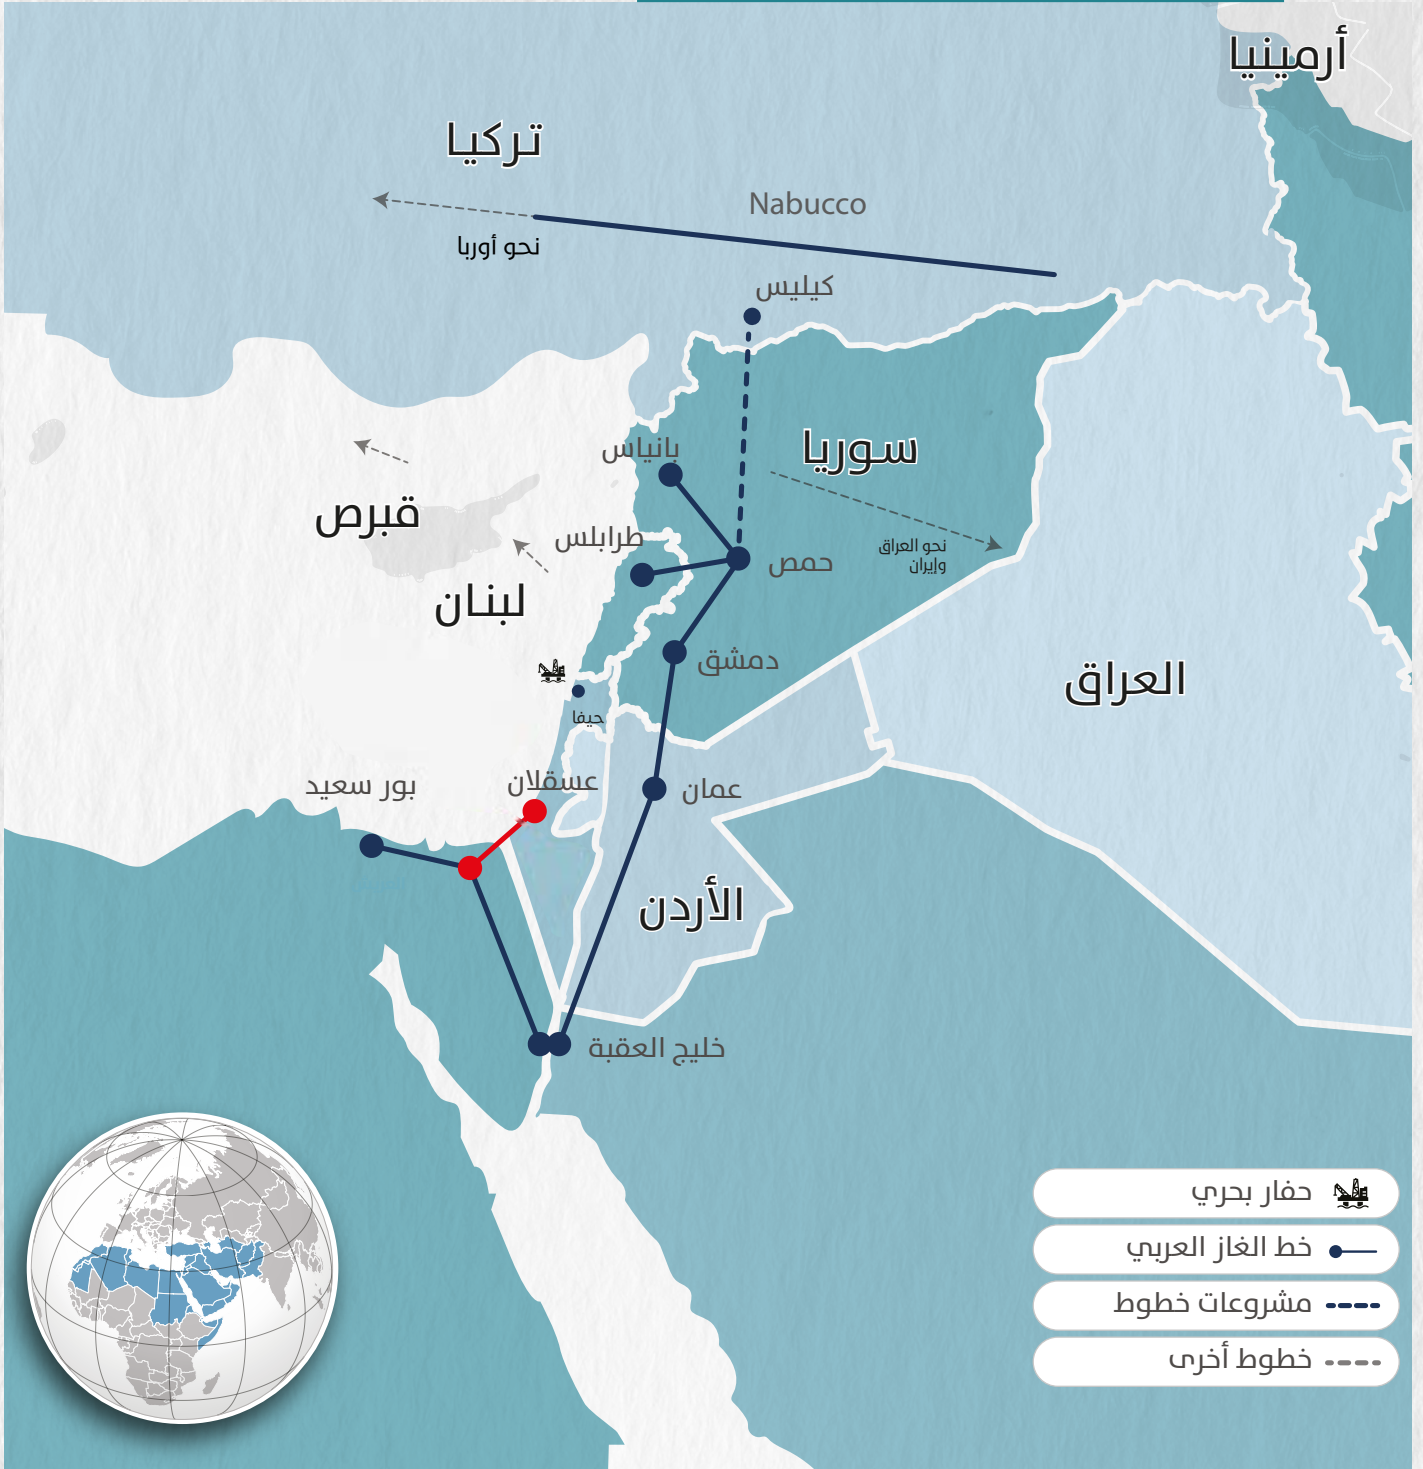 أرمينيا
تركيا
Nabucco
نحو أوربا
كيليس
سوريا
بانياس
قبرص
طرابلس
حمص
نحو العراق
وإيران
لبنان
دمشق
العراق
حيفا
عسقلان
بور سعيد
عمان
الأردن
خليج العقبة
حفار بحري
خط الغاز العربي
مشروعات خطوط
خطوط أخرى